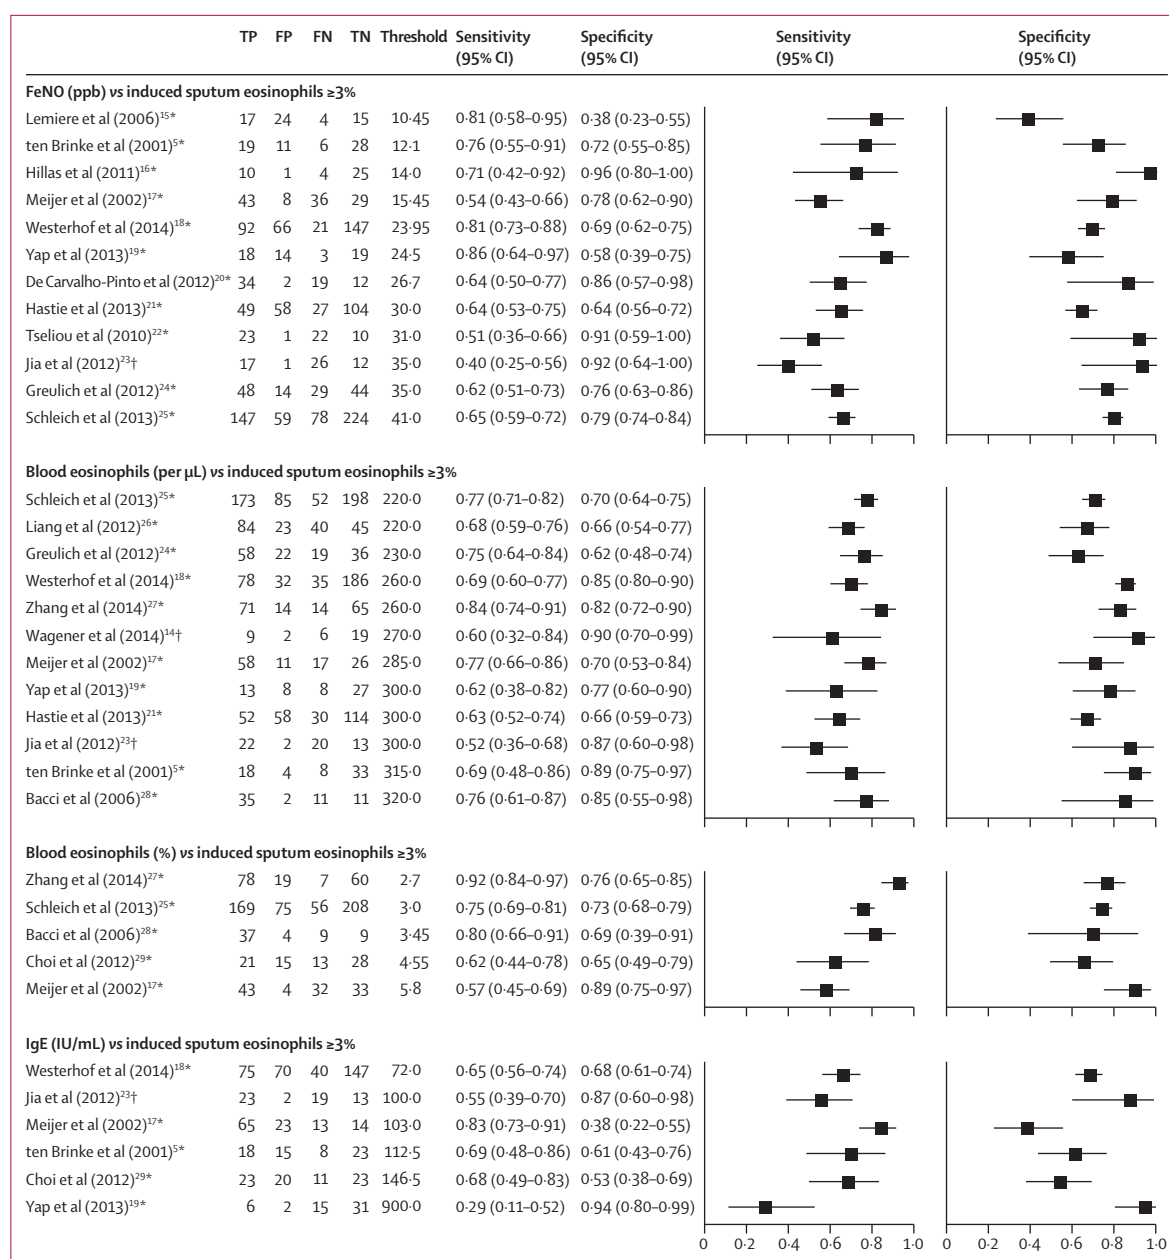 TP FP FN TN Threshold Sensitivity (95% CI) Specificity (95% CI) Sensitivity (95% CI) Specificity (95% CI)
FeNO (ppb) vs induced sputum eosinophils ≥3%
Lemiere et al (2006)15* 17 24 4 15 10·45 0·81 (0·58–0·95) 0·38 (0·23–0·55)
ten Brinke et al (2001)5* 19 11 6 28 12·1 0·76 (0·55–0·91) 0·72 (0·55–0·85)
Hillas et al (2011)16* 10 1 4 25 14·0 0·71 (0·42–0·92) 0·96 (0·80–1·00)
Meijer et al (2002)17* 43 8 36 29 15·45 0·54 (0·43–0·66) 0·78 (0·62–0·90)
Westerhof et al (2014)18* 92 66 21 147 23·95 0·81 (0·73–0·88) 0·69 (0·62–0·75)
Yap et al (2013)19* 18 14 3 19 24·5 0·86 (0·64–0·97) 0·58 (0·39–0·75)
De Carvalho-Pinto et al (2012)20* 34 2 19 12 26·7 0·64 (0·50–0·77) 0·86 (0·57–0·98)
Hastie et al (2013)21* 49 58 27 104 30·0 0·64 (0·53–0·75) 0·64 (0·56–0·72)
Tseliou et al (2010)22* 23 1 22 10 31·0 0·51 (0·36–0·66) 0·91 (0·59–1·00)
Jia et al (2012)23† 17 1 26 12 35·0 0·40 (0·25–0·56) 0·92 (0·64–1·00)
Greulich et al (2012)24* 48 14 29 44 35·0 0·62 (0·51–0·73) 0·76 (0·63–0·86)
Schleich et al (2013)25* 147 59 78 224 41·0 0·65 (0·59–0·72) 0·79 (0·74–0·84)
Blood eosinophils (per μL) vs induced sputum eosinophils ≥3%
Schleich et al (2013)25* 173 85 52 198 220·0 0·77 (0·71–0·82) 0·70 (0·64–0·75)
Liang et al (2012)26* 84 23 40 45 220·0 0·68 (0·59–0·76) 0·66 (0·54–0·77)
Greulich et al (2012)24* 58 22 19 36 230·0 0·75 (0·64–0·84) 0·62 (0·48–0·74)
Westerhof et al (2014)18* 78 32 35 186 260·0 0·69 (0·60–0·77) 0·85 (0·80–0·90)
Zhang et al (2014)27* 71 14 14 65 260·0 0·84 (0·74–0·91) 0·82 (0·72–0·90)
Wagener et al (2014)14† 9 2 6 19 270·0 0·60 (0·32–0·84) 0·90 (0·70–0·99)
Meijer et al (2002)17* 58 11 17 26 285·0 0·77 (0·66–0·86) 0·70 (0·53–0·84)
Yap et al (2013)19* 13 8 8 27 300·0 0·62 (0·38–0·82) 0·77 (0·60–0·90)
Hastie et al (2013)21* 52 58 30 114 300·0 0·63 (0·52–0·74) 0·66 (0·59–0·73)
Jia et al (2012)23† 22 2 20 13 300·0 0·52 (0·36–0·68) 0·87 (0·60–0·98)
ten Brinke et al (2001)5* 18 4 8 33 315·0 0·69 (0·48–0·86) 0·89 (0·75–0·97)
Bacci et al (2006)28* 35 2 11 11 320·0 0·76 (0·61–0·87) 0·85 (0·55–0·98)
0 0·2 0·4 0·6 0·8 1·0 0 0·2 0·4 0·6 0·8 1·0
Blood eosinophils (%) vs induced sputum eosinophils ≥3%
Zhang et al (2014)27* 78 19 7 60 2·7 0·92 (0·84–0·97) 0·76 (0·65–0·85)
Schleich et al (2013)25* 169 75 56 208 3·0 0·75 (0·69–0·81) 0·73 (0·68–0·79)
Bacci et al (2006)28* 37 4 9 9 3·45 0·80 (0·66–0·91) 0·69 (0·39–0·91)
Choi et al (2012)29* 21 15 13 28 4·55 0·62 (0·44–0·78) 0·65 (0·49–0·79)
Meijer et al (2002)17* 43 4 32 33 5·8 0·57 (0·45–0·69) 0·89 (0·75–0·97)
IgE (IU/mL) vs induced sputum eosinophils ≥3%
Westerhof et al (2014)18* 75 70 40 147 72·0 0·65 (0·56–0·74) 0·68 (0·61–0·74)
Jia et al (2012)23† 23 2 19 13 100·0 0·55 (0·39–0·70) 0·87 (0·60–0·98)
Meijer et al (2002)17* 65 23 13 14 103·0 0·83 (0·73–0·91) 0·38 (0·22–0·55)
ten Brinke et al (2001)5* 18 15 8 23 112·5 0·69 (0·48–0·86) 0·61 (0·43–0·76)
Choi et al (2012)29* 23 20 11 23 146·5 0·68 (0·49–0·83) 0·53 (0·38–0·69)
Yap et al (2013)19* 6 2 15 31 900·0 0·29 (0·11–0·52) 0·94 (0·80–0·99)
0 0·2 0·4 0·6 0·8 1·0 0 0·2 0·4 0·6 0·8 1·0